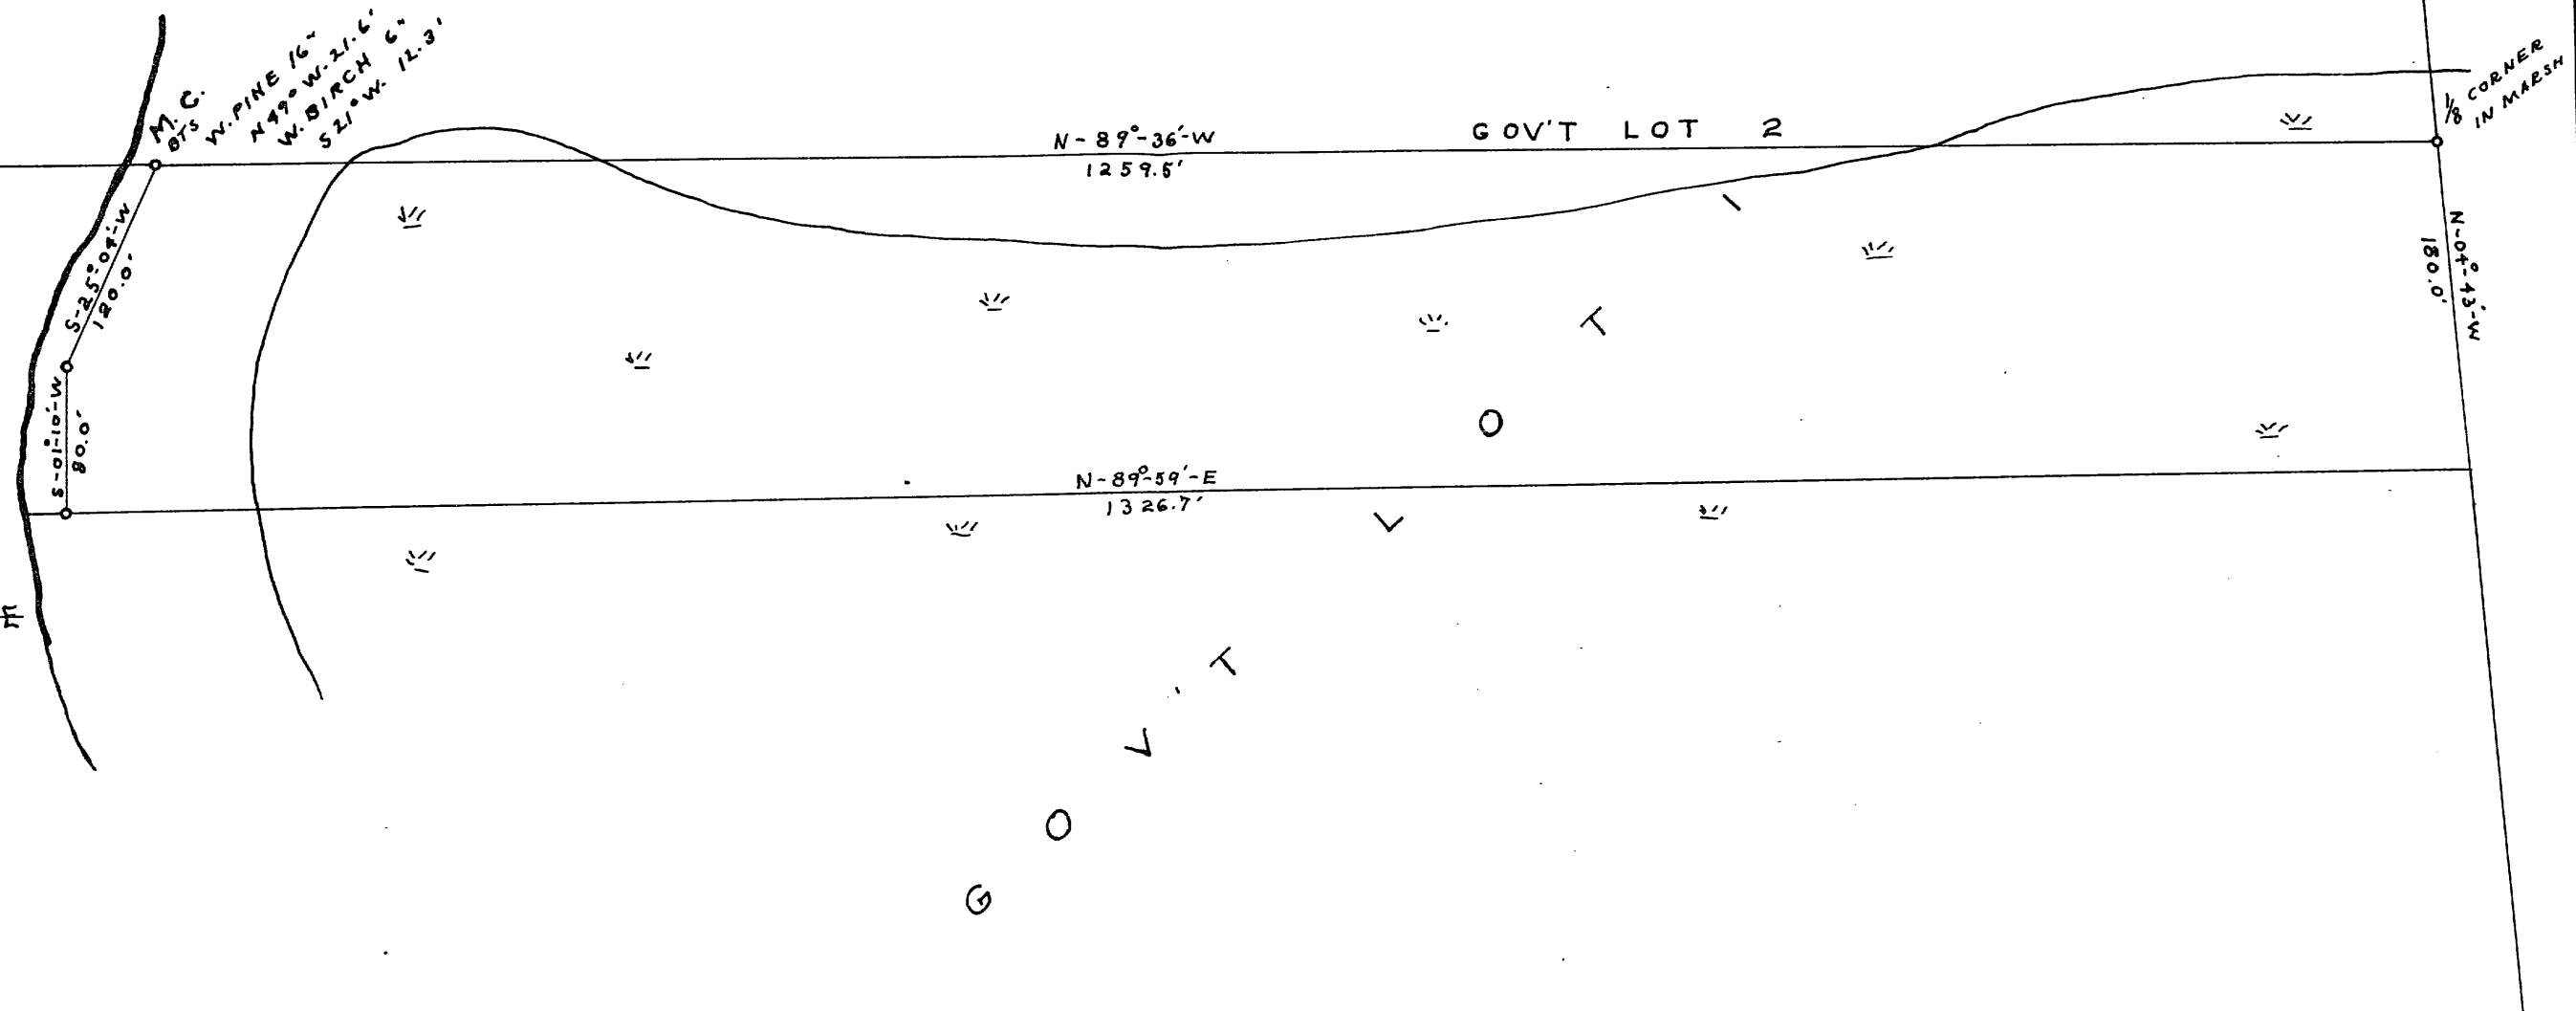 M. C.
BTS
W. PINE 16"
N 49° W. 21.6'
W. BIRCH 6"
S 21° W. 12.3'
N-89°-36'-W
1259.5'
GOV'T LOT 2
1/8 CORNER
IN MARSH
S-25°-04'-W
120.0'
N-04°-43'-W
180.0'
S-01°-10'-W
80.0'
N-89°-59'-E
1326.7'
GOV'T LOT 1
E